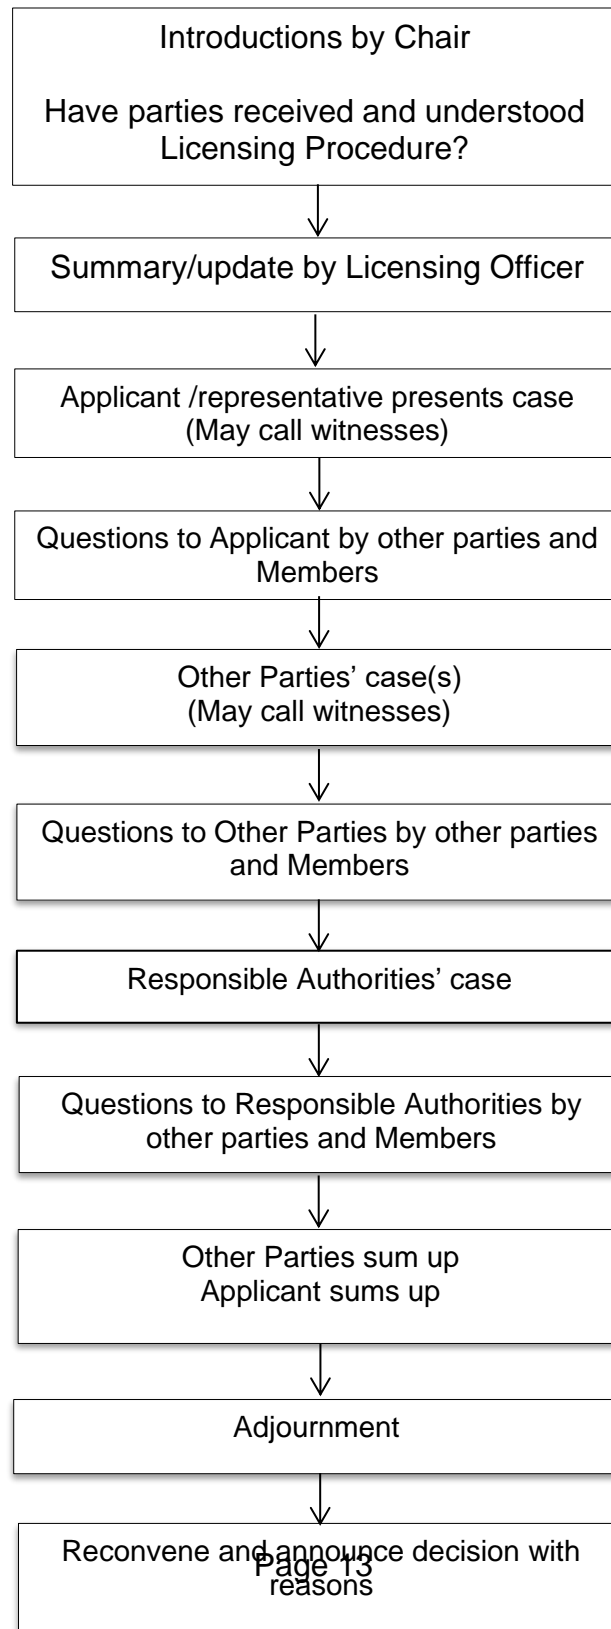 Introductions by Chair
Have parties received and understood
Licensing Procedure?
Summary/update by Licensing Officer
Applicant /representative presents case
(May call witnesses)
Questions to Applicant by other parties and
Members
Other Parties’ case(s)
(May call witnesses)
Questions to Other Parties by other parties
and Members
Responsible Authorities’ case
Questions to Responsible Authorities by
other parties and Members
Other Parties sum up
Applicant sums up
Adjournment
Reconvene and announce decision with
Page 13
reasons